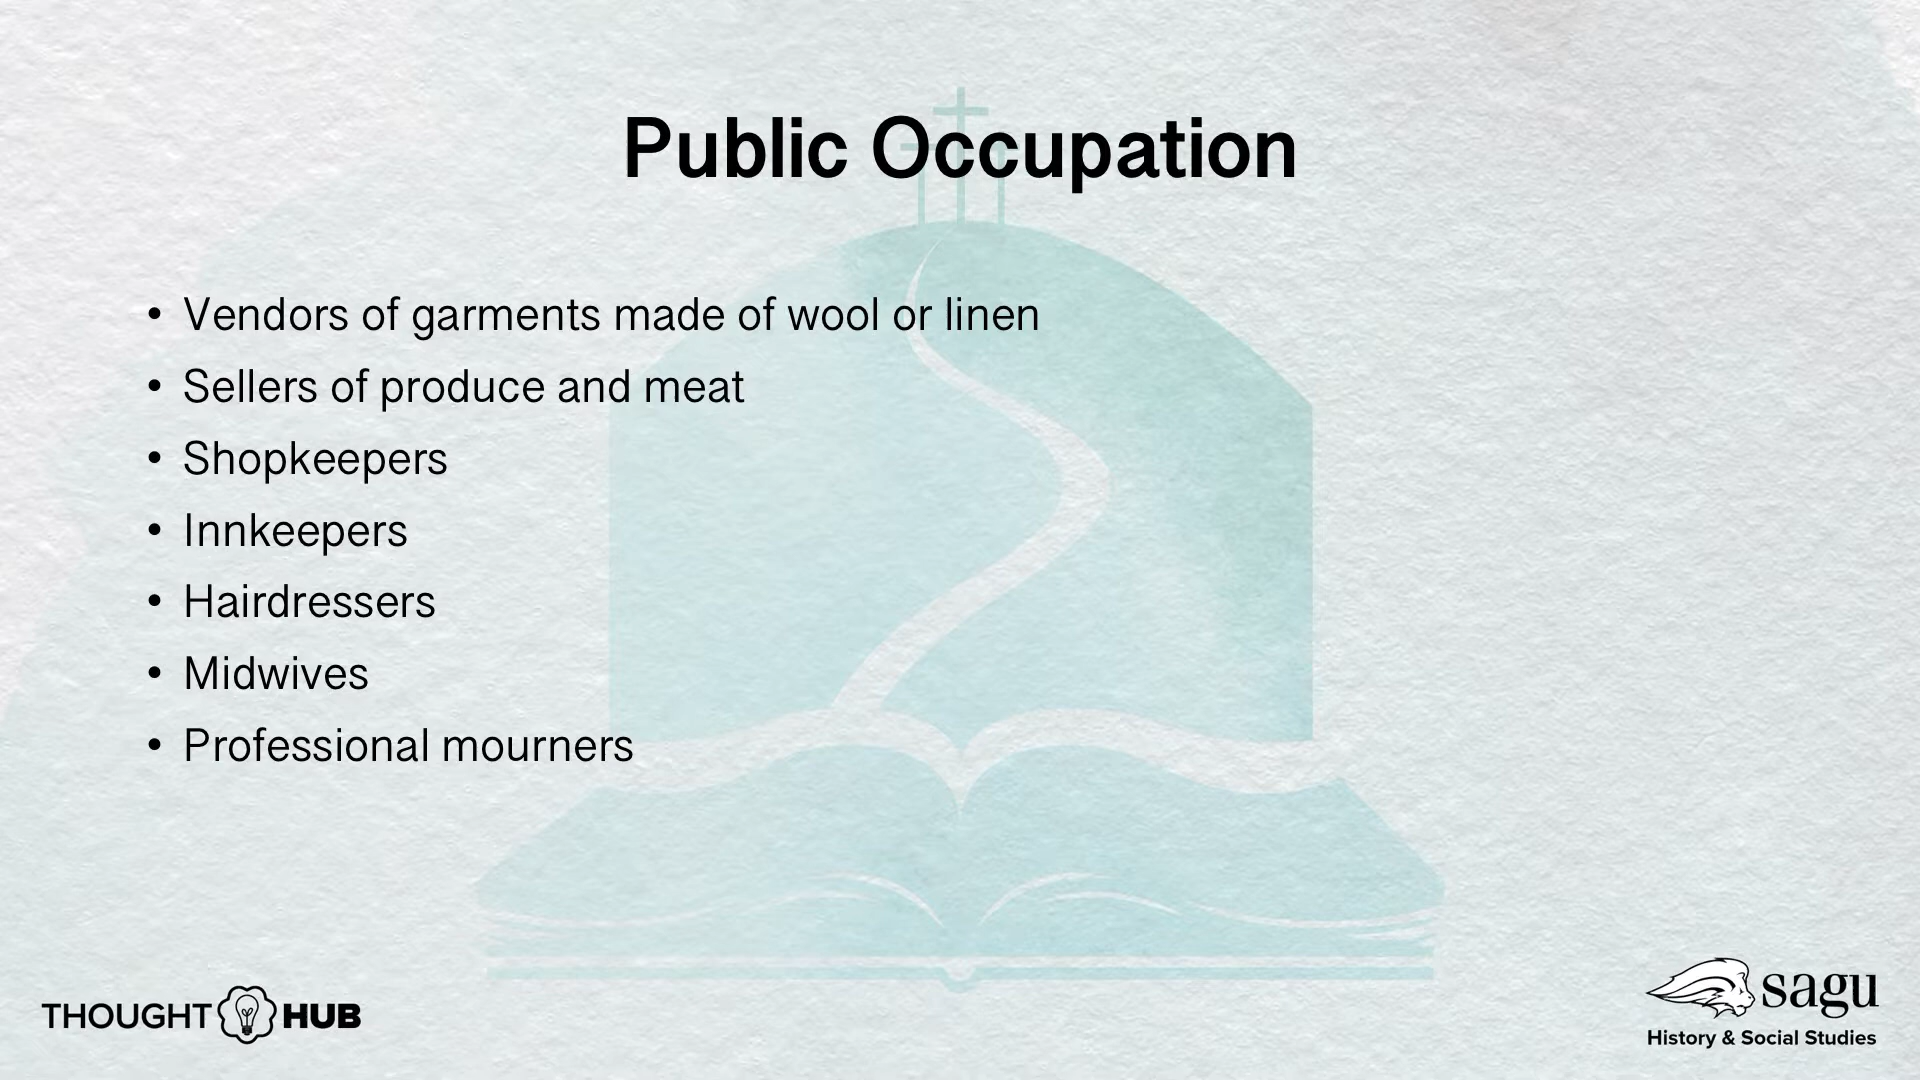 Public Occupation
• Vendors of garments made of wool or linen
• Sellers of produce and meat
• Shopkeepers
• Innkeepers
• Hairdressers
• Midwives
• Professional mourners
THOUGHT HUB
sagu
History & Social Studies